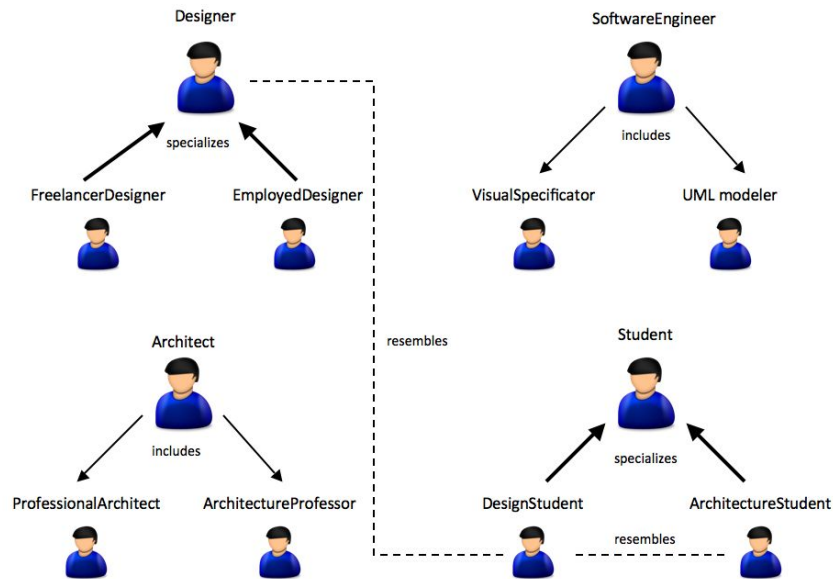 Designer
SoftwareEngineer
specializes
includes
FreelancerDesigner
EmployedDesigner
VisualSpecificator
UML modeler
Architect
resembles
Student
includes
specializes
ProfessionalArchitect
ArchitectureProfessor
DesignStudent
ArchitectureStudent
resembles